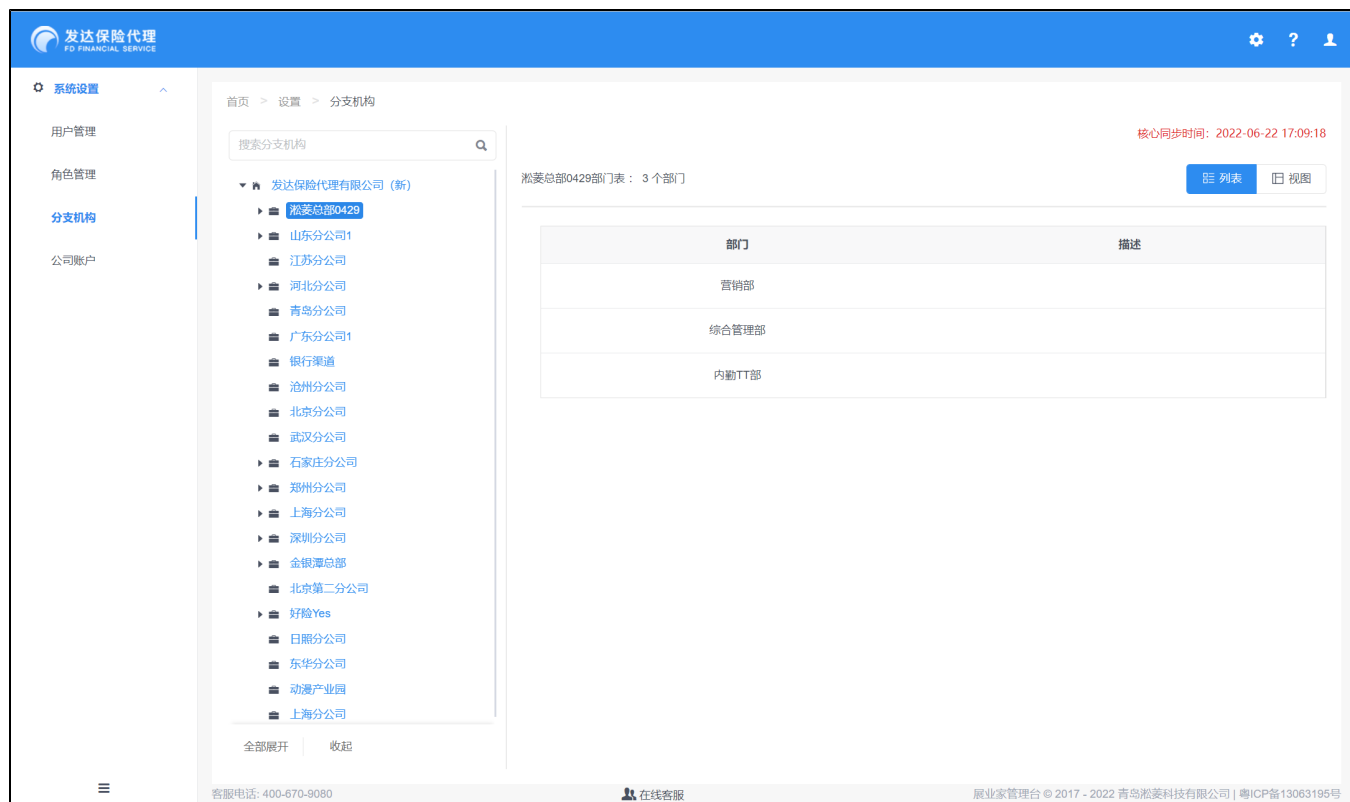 发达保险代理
FD FINANCIAL SERVICE
系统设置
用户管理
角色管理
分支机构
公司账户
首页 > 设置 > 分支机构
搜索分支机构
发达保险代理有限公司（新）
淞菱总部0429
山东分公司1
江苏分公司
河北分公司
青岛分公司
广东分公司1
银行渠道
沧州分公司
北京分公司
武汉分公司
石家庄分公司
郑州分公司
上海分公司
深圳分公司
金银潭总部
北京第二分公司
好险Yes
日照分公司
东华分公司
动漫产业园
上海分公司
全部展开 收起
核心同步时间：2022-06-22 17:09:18
淞菱总部0429部门表： 3 个部门
列表 视图
部门 描述
营销部
综合管理部
内勤TT部
客服电话: 400-670-9080
在线客服
展业家管理台 © 2017 - 2022 青岛淞菱科技有限公司 | 粤ICP备13063195号